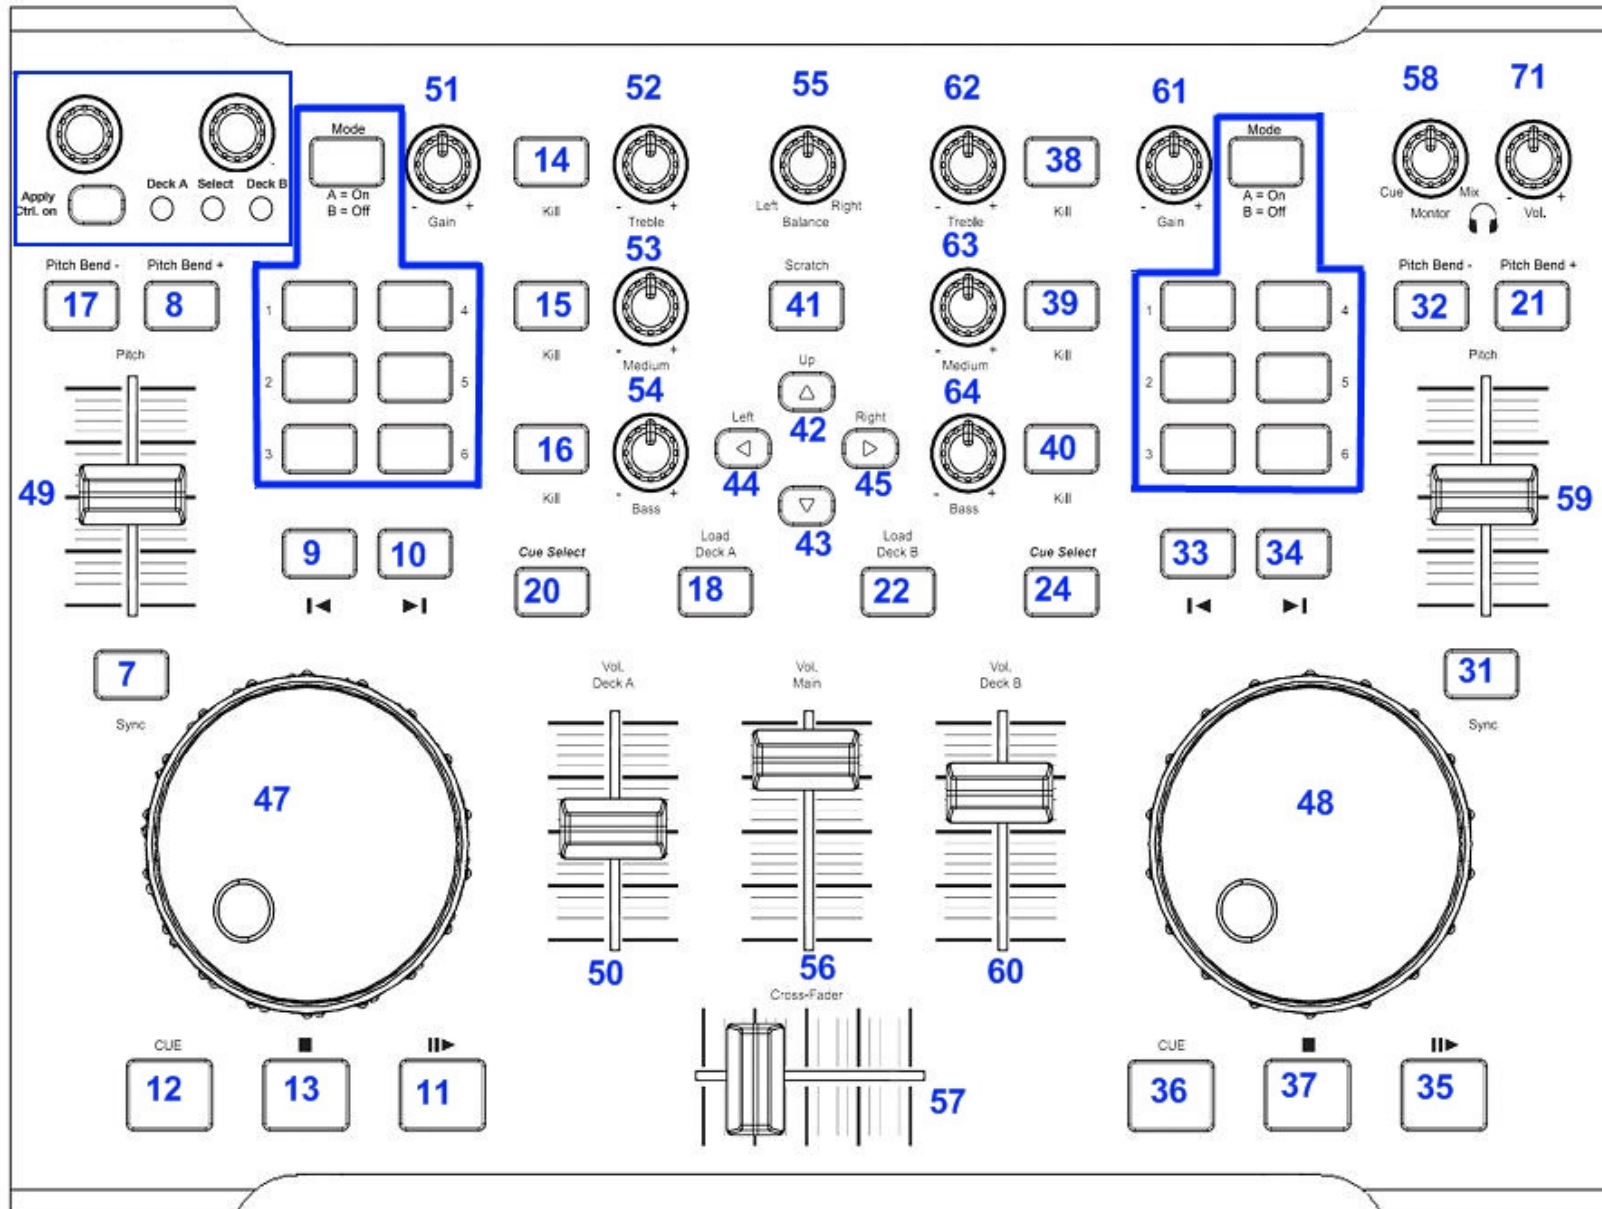 51
52
55
62
61
58
71
Mode
A = On
B = Off
14
Kill
38
Kill
Mode
A = On
B = Off
Apply
Ctrl. on
Deck A
Select
Deck B
- +
Gain
- +
Treble
Left Right
Balance
- +
Treble
- +
Gain
Cue Mix
Montor
- +
Vol.
53
63
Pitch Bend -
Pitch Bend +
Scratch
Pitch Bend -
Pitch Bend +
17
8
1
4
15
41
39
1
4
32
21
Kill
- +
Medium
- +
Medium
Kill
Pitch
Up
Pitch
2
5
54
42
64
2
5
Left
Right
3
6
16
44
45
40
3
6
Kill
- +
Bass
- +
Bass
Kill
49
59
43
9
10
Cue Select
20
Load
Deck A
18
Load
Deck B
22
Cue Select
24
33
34
7
Sync
31
Sync
Vol.
Deck A
Vol.
Main
Vol.
Deck B
47
48
50
56
60
Cross-Fader
57
CUE
12
13
11
CUE
36
37
35